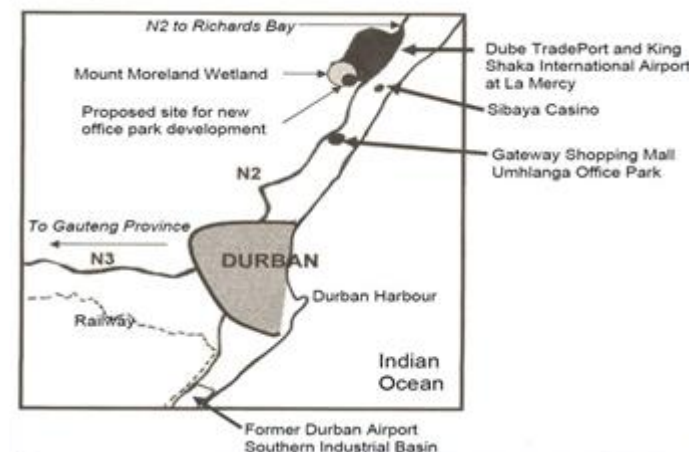 N2 to Richards Bay
Dube TradePort and King
Shaka International Airport
at La Mercy
Mount Moreland Wetland
Sibaya Casino
Proposed site for new
office park development
Gateway Shopping Mall
Umhlanga Office Park
N2
To Gauteng Province
N3
DURBAN
Durban Harbour
Railway
Indian
Ocean
Former Durban Airport
Southern Industrial Basin